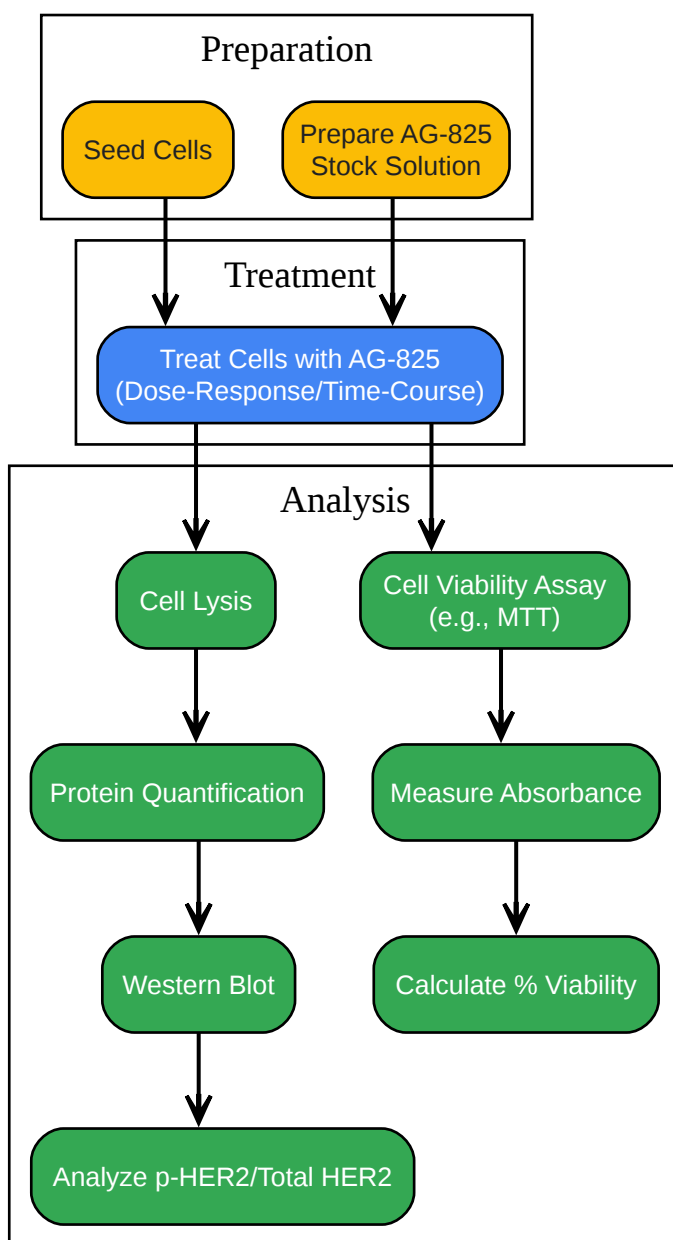 Preparation
Seed Cells
Prepare AG-825
Stock Solution
Treatment
Treat Cells with AG-825
(Dose-Response/Time-Course)
Analysis
Cell Lysis
Cell Viability Assay
(e.g., MTT)
Protein Quantification
Measure Absorbance
Western Blot
Calculate % Viability
Analyze p-HER2/Total HER2